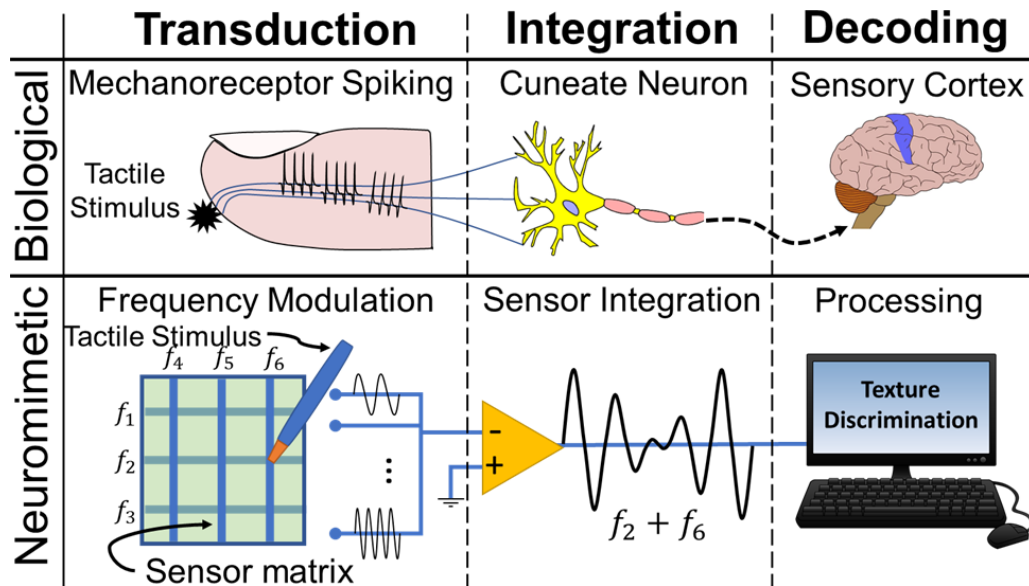 Transduction
Integration
Decoding
Biological
Mechanoreceptor Spiking
Cuneate Neuron
Sensory Cortex
Tactile
Stimulus
Neuromimetic
Frequency Modulation
Sensor Integration
Processing
Tactile Stimulus
f₄ f₅ f₆
f₁
f₂
f₃
-
+
⋮
f₂ + f₆
Texture
Discrimination
Sensor matrix